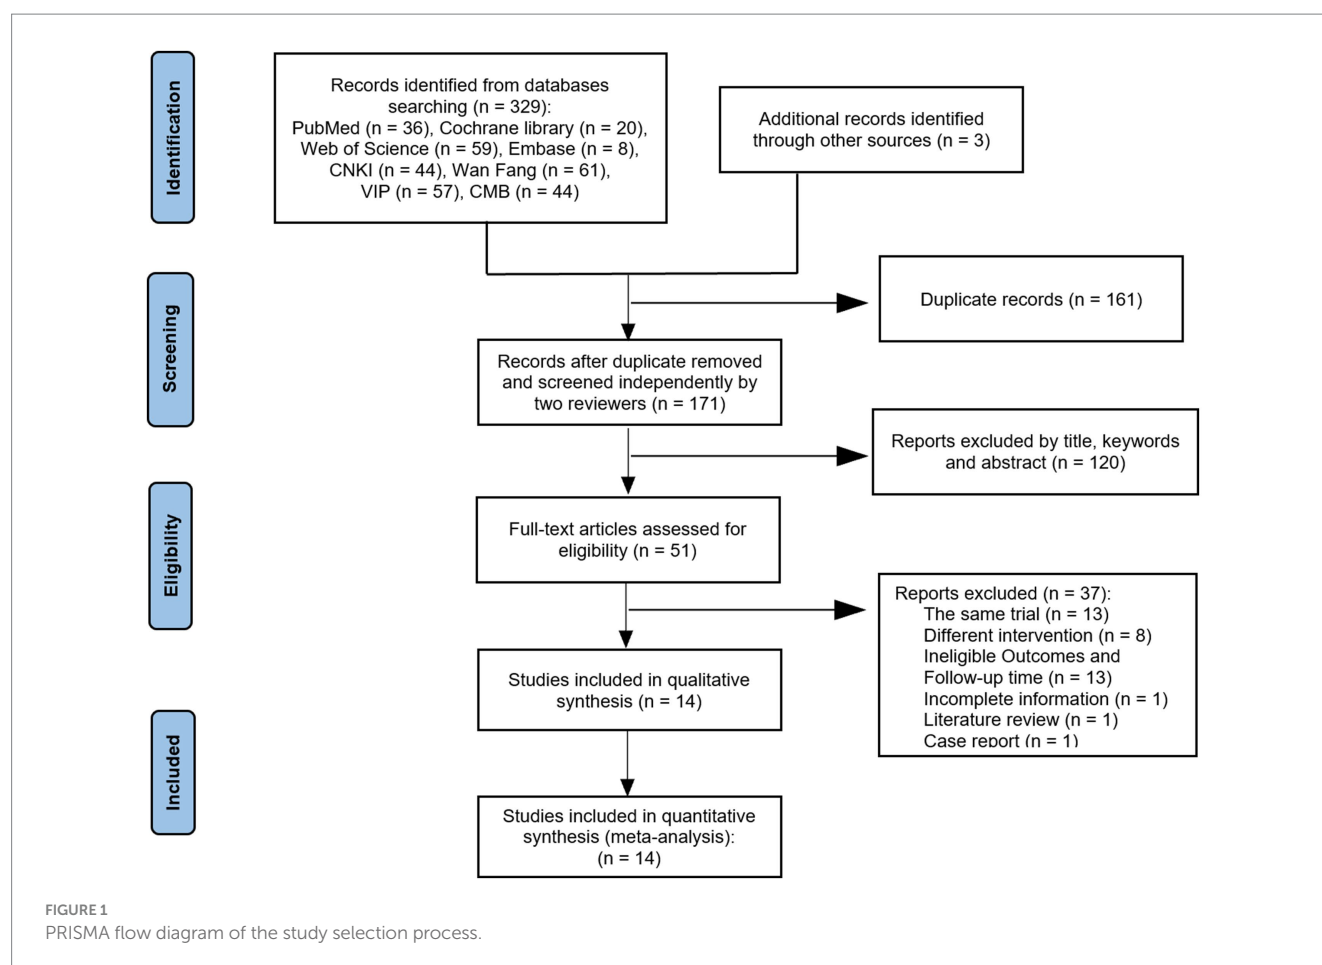 Identification
Records identified from databases
searching (n = 329):
PubMed (n = 36), Cochrane library (n = 20),
Web of Science (n = 59), Embase (n = 8),
CNKI (n = 44), Wan Fang (n = 61),
VIP (n = 57), CMB (n = 44)
Additional records identified
through other sources (n = 3)
Screening
Duplicate records (n = 161)
Records after duplicate removed
and screened independently by
two reviewers (n = 171)
Reports excluded by title, keywords
and abstract (n = 120)
Eligibility
Full-text articles assessed for
eligibility (n = 51)
Reports excluded (n = 37):
The same trial (n = 13)
Different intervention (n = 8)
Ineligible Outcomes and
Follow-up time (n = 13)
Incomplete information (n = 1)
Literature review (n = 1)
Case report (n = 1)
Studies included in qualitative
synthesis (n = 14)
Included
Studies included in quantitative
synthesis (meta-analysis):
(n = 14)
FIGURE 1
PRISMA flow diagram of the study selection process.